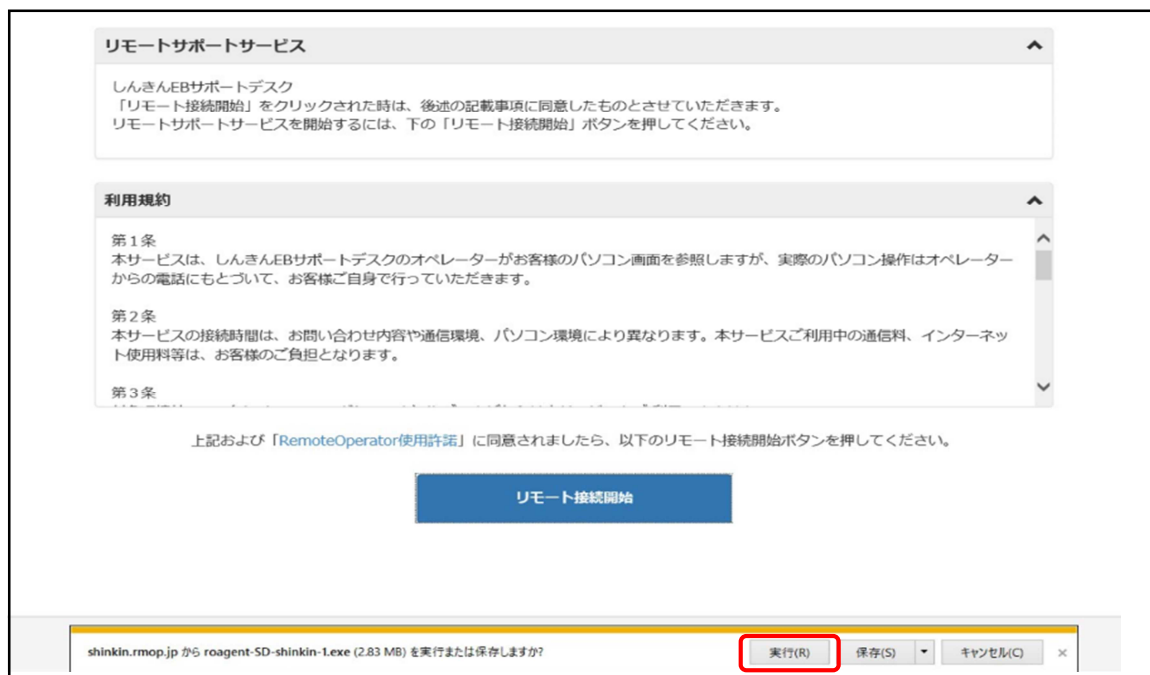 リモートサポートサービス
しんきんEBサポートデスク
「リモート接続開始」をクリックされた時は、後述の記載事項に同意したものとさせていただきます。
リモートサポートサービスを開始するには、下の「リモート接続開始」ボタンを押してください。
利用規約
第1条
本サービスは、しんきんEBサポートデスクのオペレーターがお客様のパソコン画面を参照しますが、実際のパソコン操作はオペレーター
からの電話にもとづいて、お客様ご自身で行っていただきます。
第2条
本サービスの接続時間は、お問い合わせ内容や通信環境、パソコン環境により異なります。本サービスご利用中の通信料、インターネッ
ト使用料等は、お客様のご負担となります。
第3条
上記および「RemoteOperator使用許諾」に同意されましたら、以下のリモート接続開始ボタンを押してください。
リモート接続開始
shinkin.rmop.jp から roagent-SD-shinkin-1.exe (2.83 MB) を実行または保存しますか?
実行(R)
保存(S)
キャンセル(C)